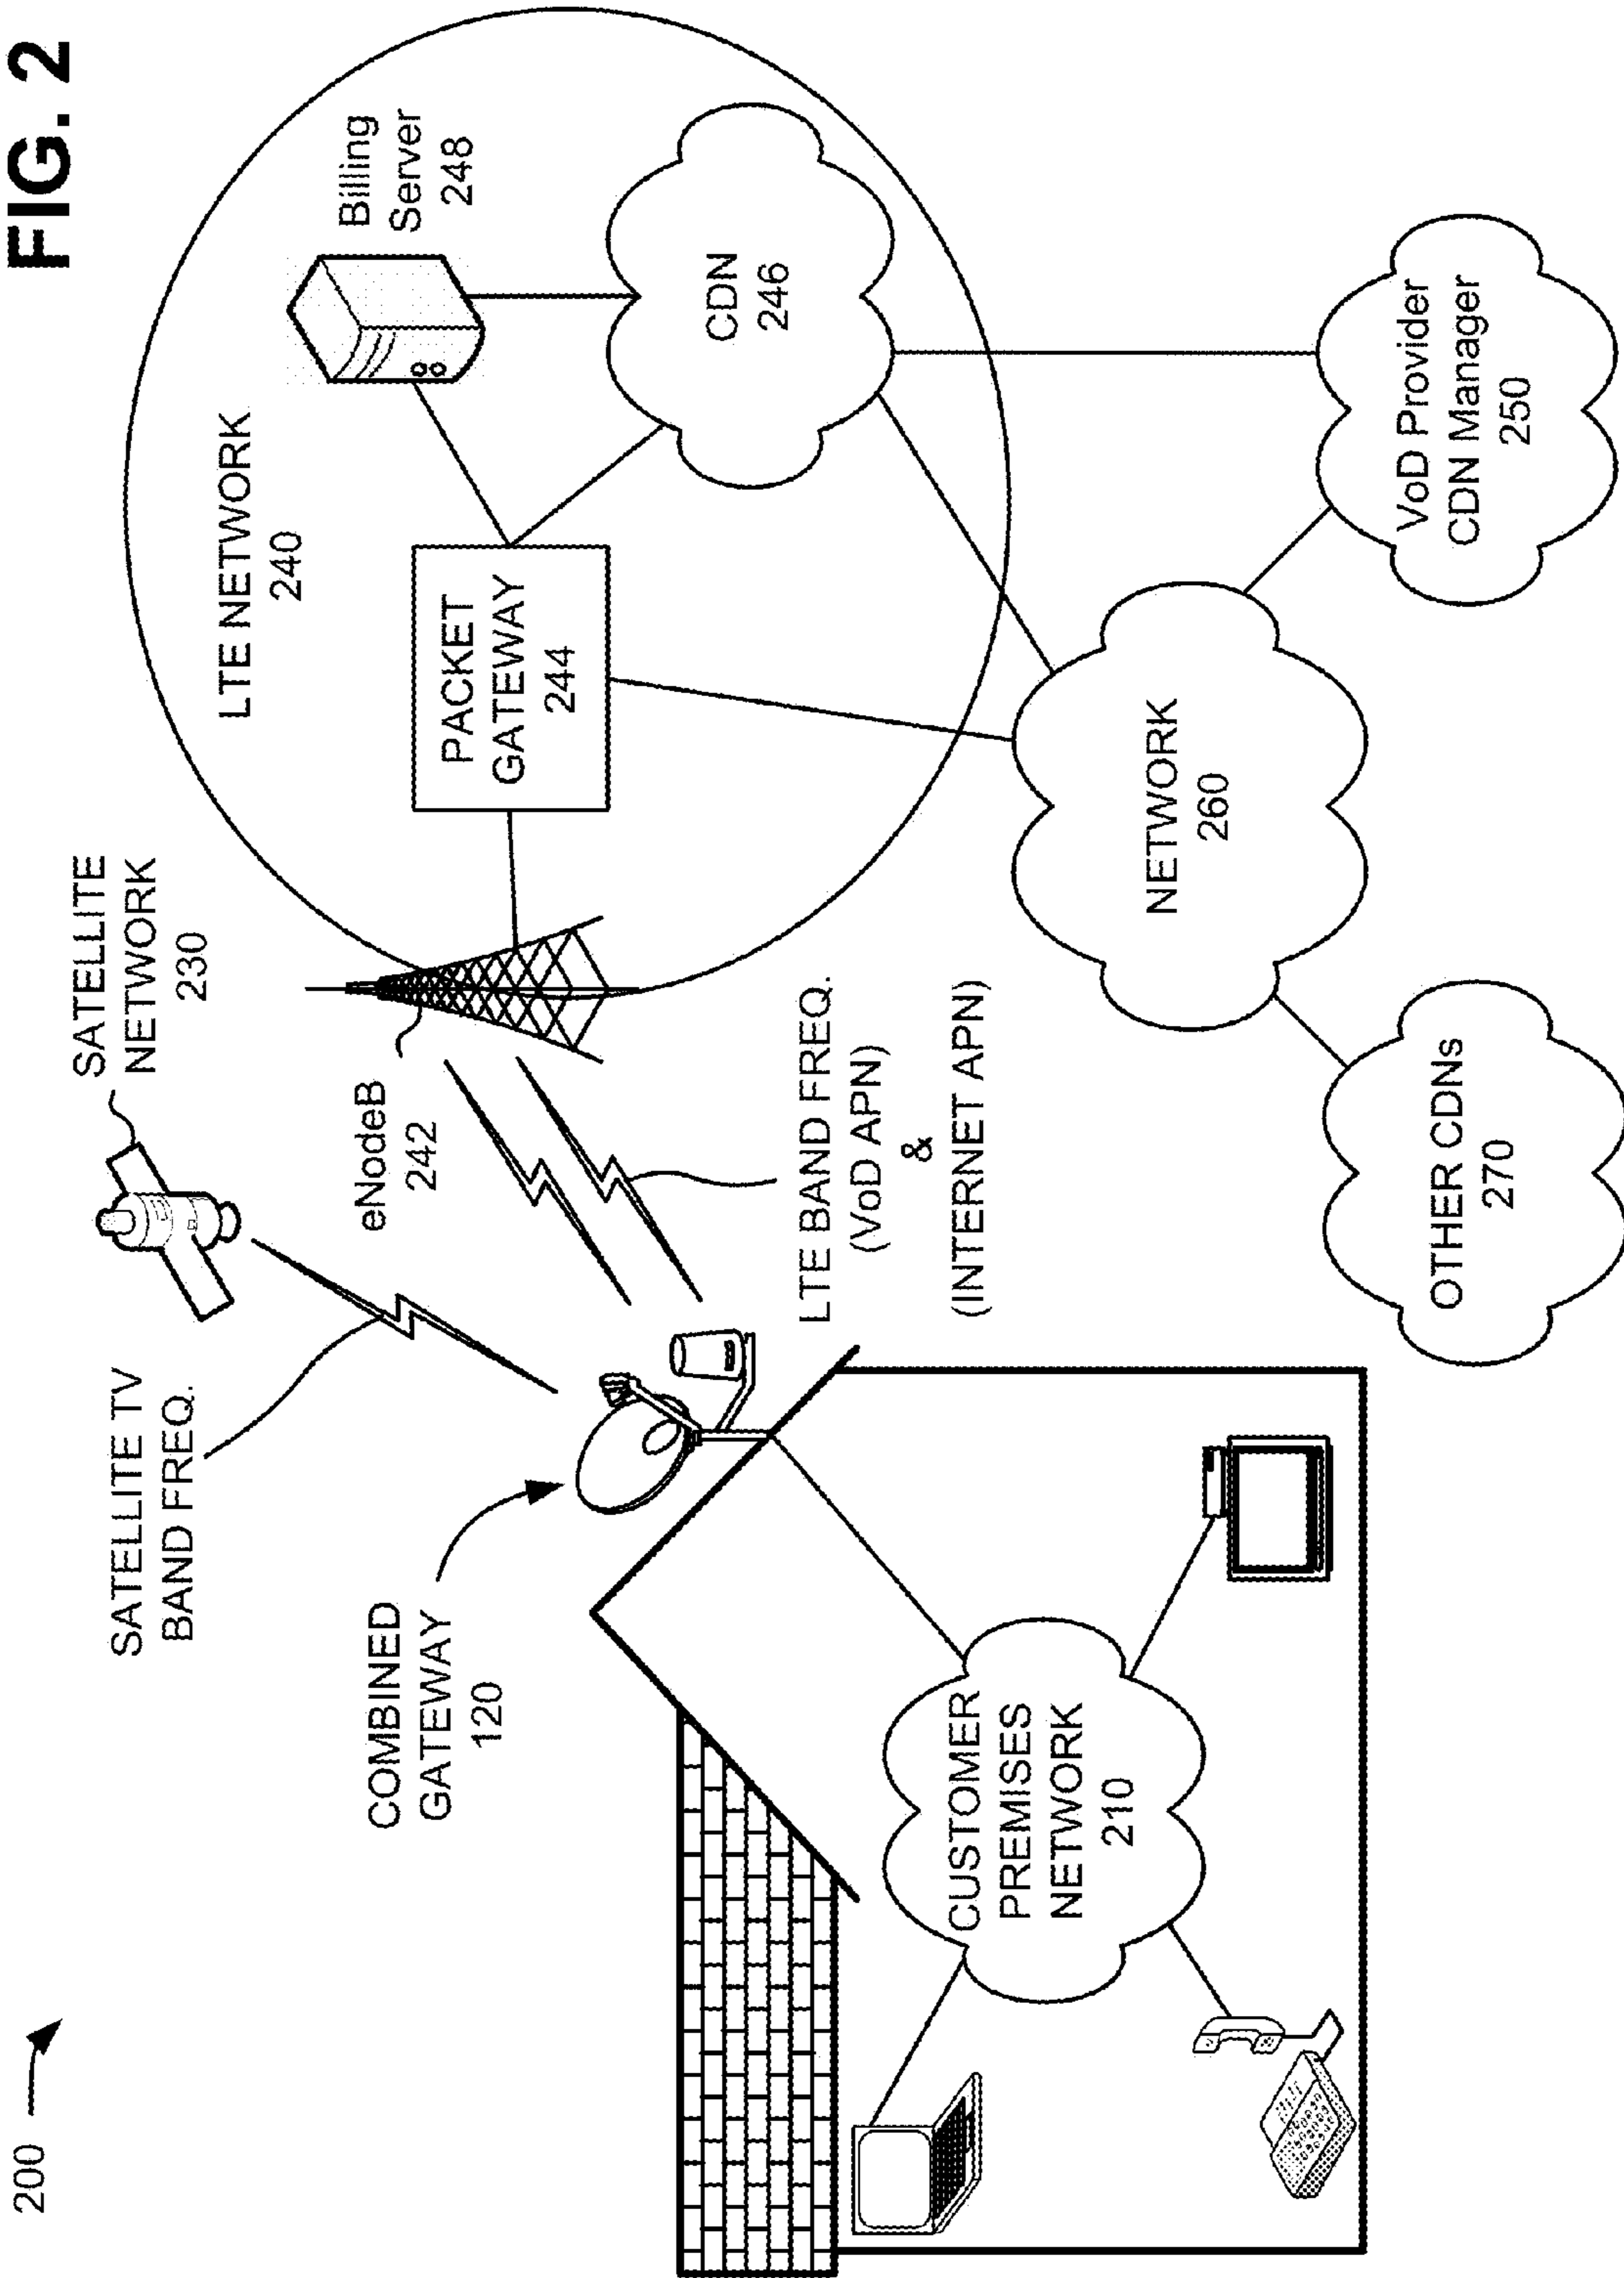 FIG. 2
200
SATELLITE TV
BAND FREQ.
SATELLITE
NETWORK
230
COMBINED
GATEWAY
120
eNodeB
242
LTE NETWORK
240
Billing
Server
248
PACKET
GATEWAY
244
CDN
246
LTE BAND FREQ.
(VoD APN)
&
(INTERNET APN)
CUSTOMER
PREMISES
NETWORK
210
NETWORK
260
OTHER CDNs
270
VoD Provider
CDN Manager
250